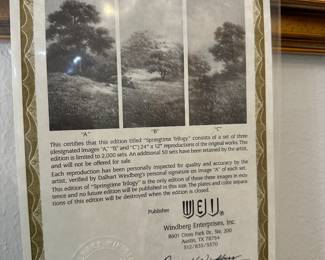 "A" "B" "C"
This certifies that this edition titled "Springtime Trilogy" consists of a set of three
(designated images "A," "B" and "C") 24" x 12" reproductions of the original works. This
edition is limited to 2,000 sets. An additional 50 sets have been retained by the artist,
and will not be offered for sale.
Each reproduction has been personally inspected for quality and accuracy by the
artist, verified by Dalhart Windberg's personal signature on image "A" of each set.
This edition of "Springtime Trilogy" is the only edition of these three images in exis-
tence and no future edition will be published in this size. The plates and color separa-
tions of this edition will be destroyed when the edition is closed.
Publisher
WEI
Windberg Enterprises, Inc.
8601 Cross Park Dr., No. 200
Austin, TX 78754
512/835-5570